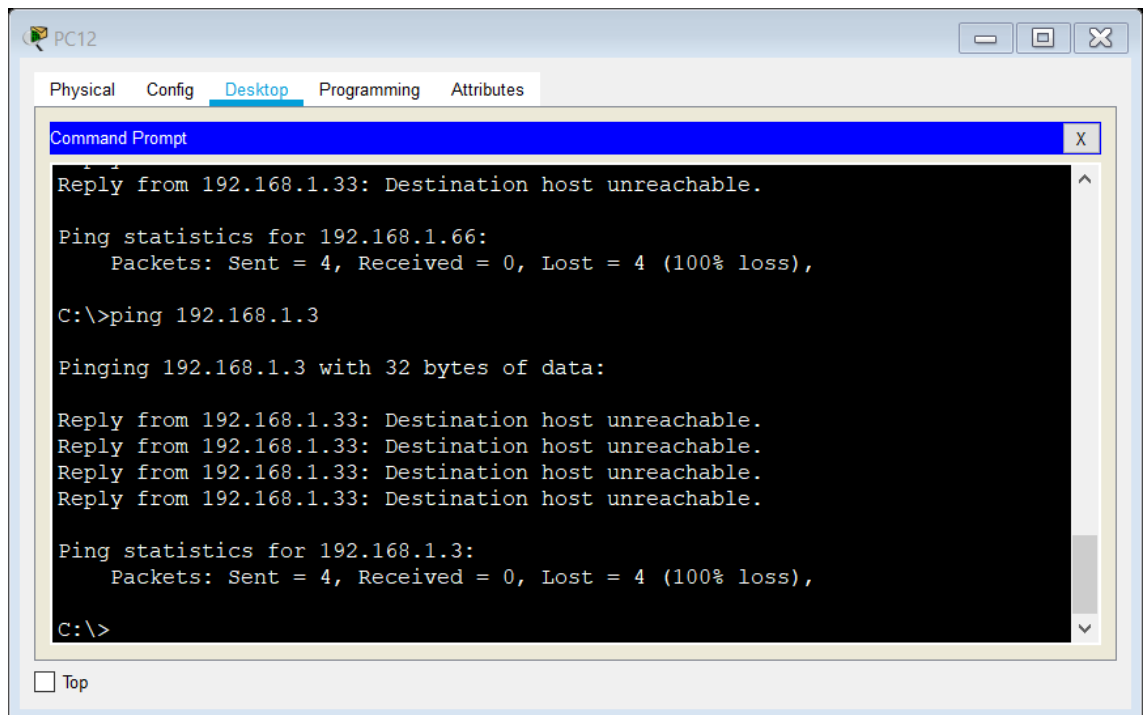 PC12
Physical Config Desktop Programming Attributes
Command Prompt
X
Reply from 192.168.1.33: Destination host unreachable.
Ping statistics for 192.168.1.66:
Packets: Sent = 4, Received = 0, Lost = 4 (100% loss),
C:\>ping 192.168.1.3
Pinging 192.168.1.3 with 32 bytes of data:
Reply from 192.168.1.33: Destination host unreachable.
Reply from 192.168.1.33: Destination host unreachable.
Reply from 192.168.1.33: Destination host unreachable.
Reply from 192.168.1.33: Destination host unreachable.
Ping statistics for 192.168.1.3:
Packets: Sent = 4, Received = 0, Lost = 4 (100% loss),
C:\>
Top